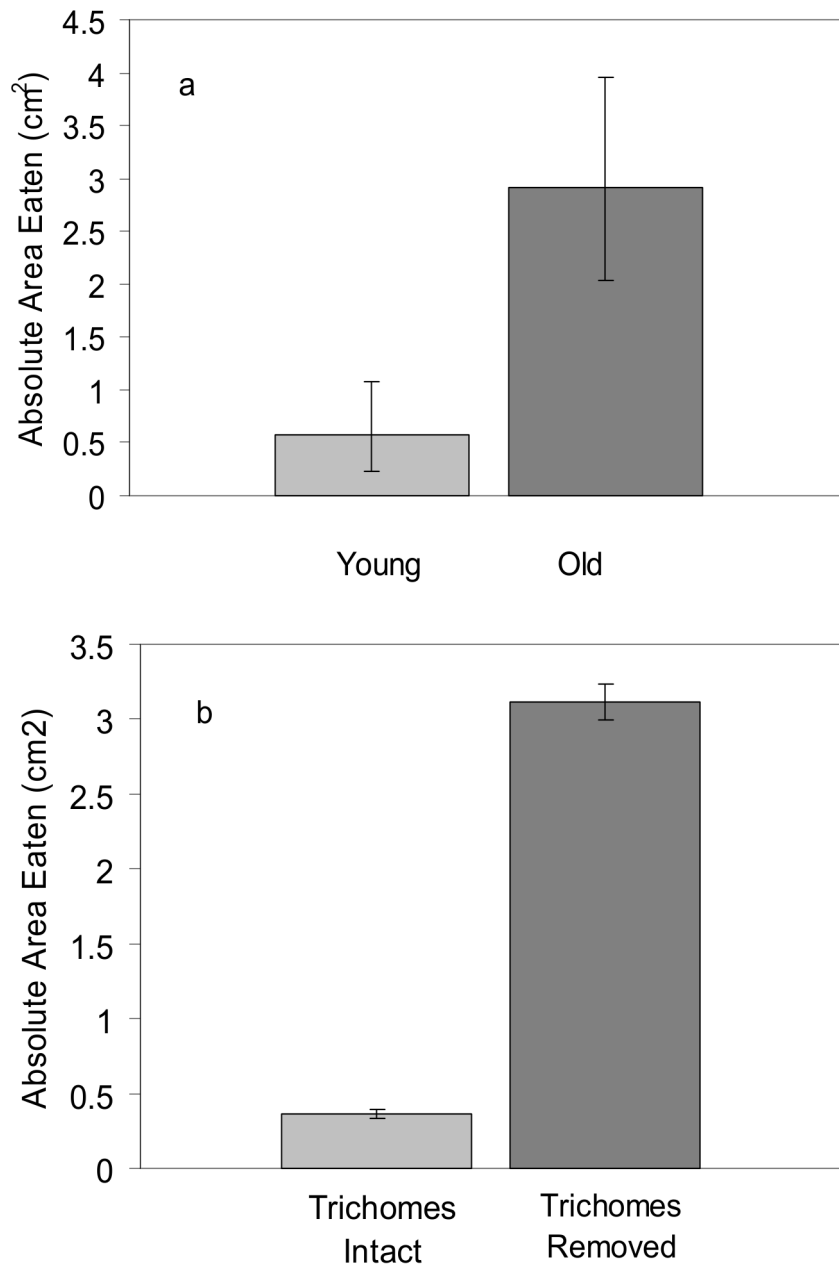 Absolute Area Eaten (cm²)
4.5
4
3.5
3
2.5
2
1.5
1
0.5
0
a
Young
Old
Absolute Area Eaten (cm2)
3.5
3
2.5
2
1.5
1
0.5
0
b
Trichomes
Intact
Trichomes
Removed